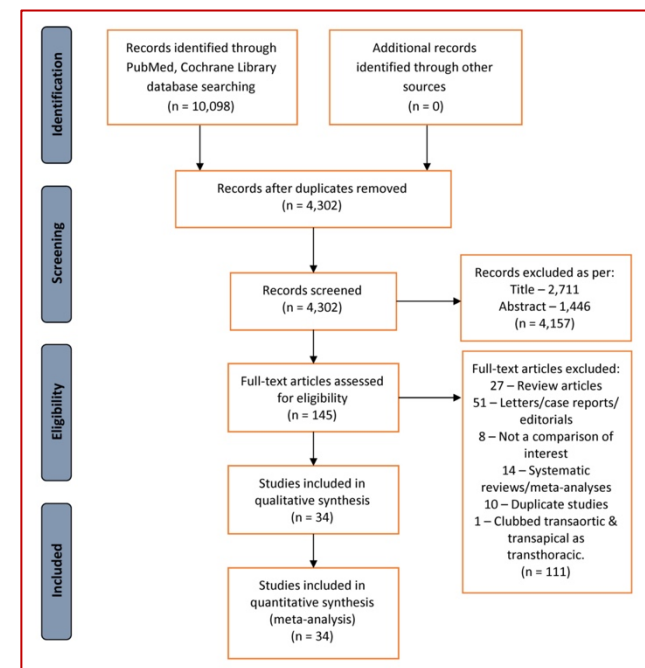 Identification
Records identified through
PubMed, Cochrane Library
database searching
(n = 10,098)
Additional records
identified through other
sources
(n = 0)
Records after duplicates removed
(n = 4,302)
Screening
Records screened
(n = 4,302)
Records excluded as per:
Title – 2,711
Abstract – 1,446
(n = 4,157)
Eligibility
Full-text articles assessed
for eligibility
(n = 145)
Full-text articles excluded:
27 – Review articles
51 – Letters/case reports/
editorials
8 – Not a comparison of
interest
14 – Systematic
reviews/meta-analyses
10 – Duplicate studies
1 – Clubbed transaortic &
transapical as
transthoracic.
(n = 111)
Studies included in
qualitative synthesis
(n = 34)
Included
Studies included in
quantitative synthesis
(meta-analysis)
(n = 34)